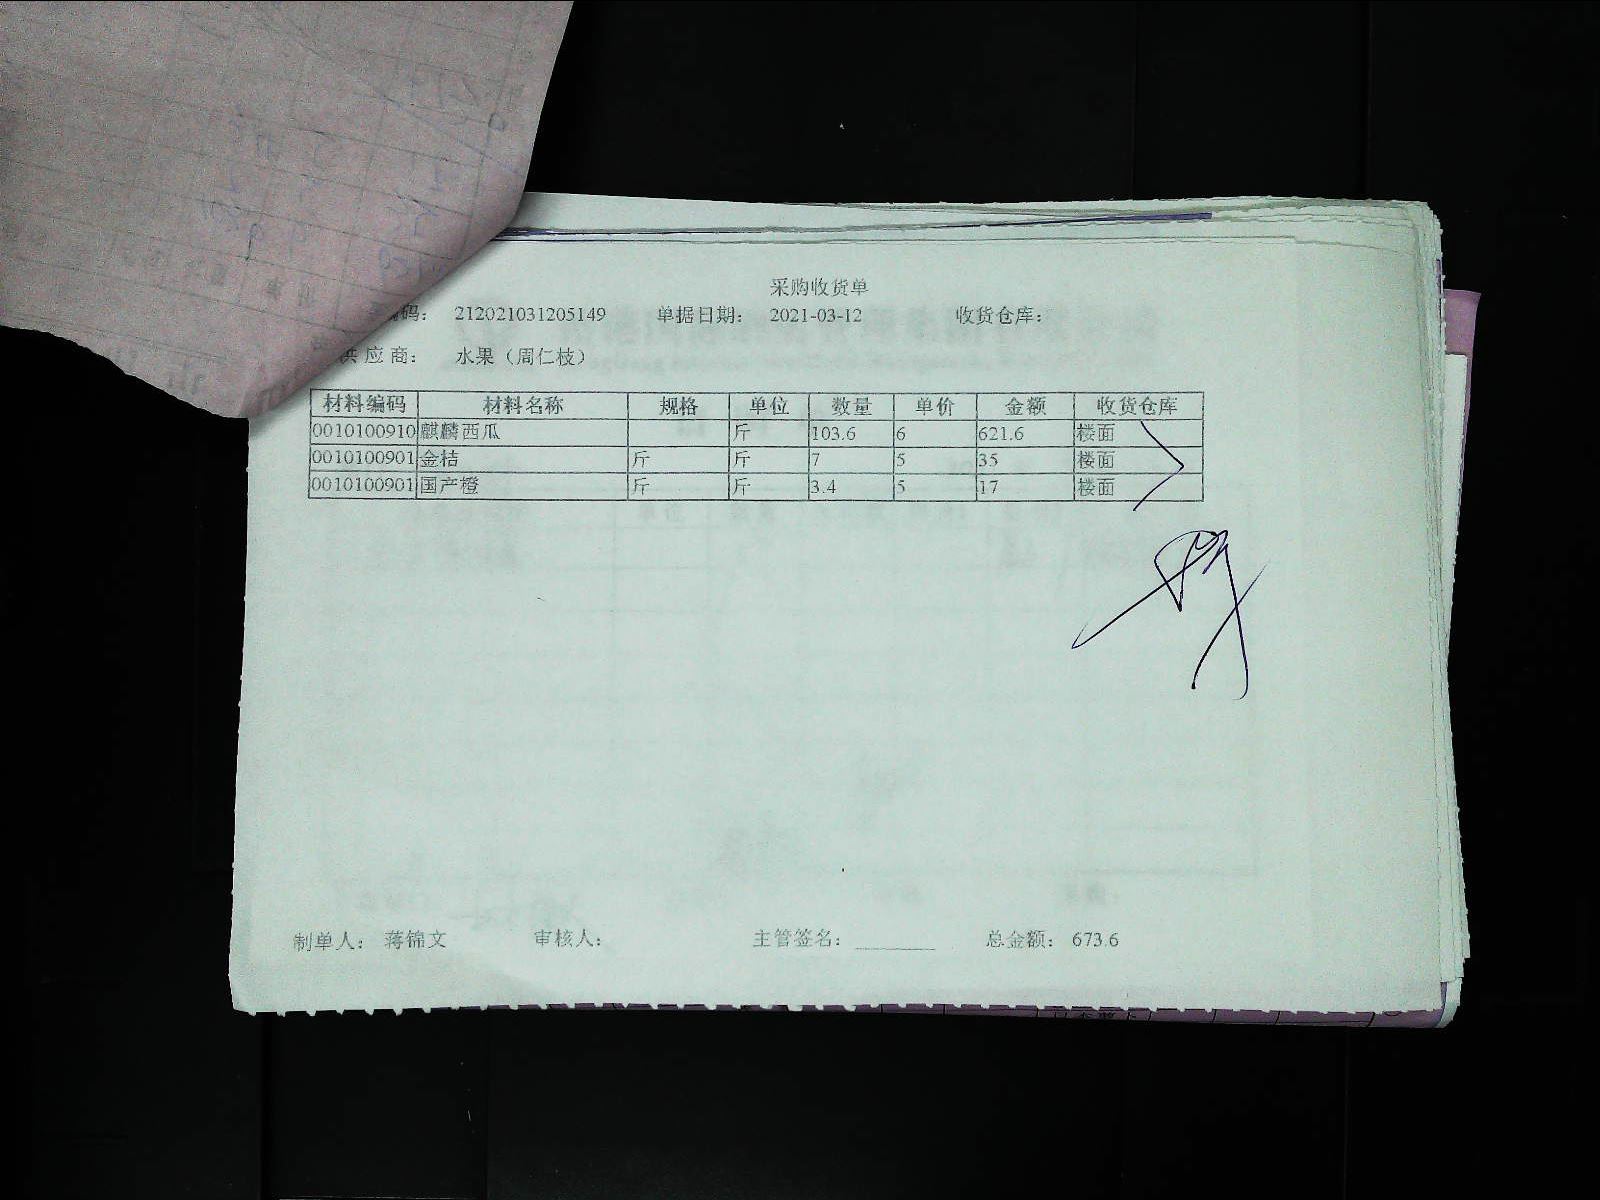 采购收货单
编码： 212021031205149 单据日期： 2021-03-12 收货仓库：
供应商： 水果（周仁枝）
材料编码 材料名称 规格 单位 数量 单价 金额 收货仓库
0010100910 麒麟西瓜 斤 103.6 6 621.6 楼面
0010100901 金桔 斤 斤 7 5 35 楼面
0010100901 国产橙 斤 斤 3.4 5 17 楼面
制单人： 蒋锦文 审核人： 主管签名： 总金额： 673.6